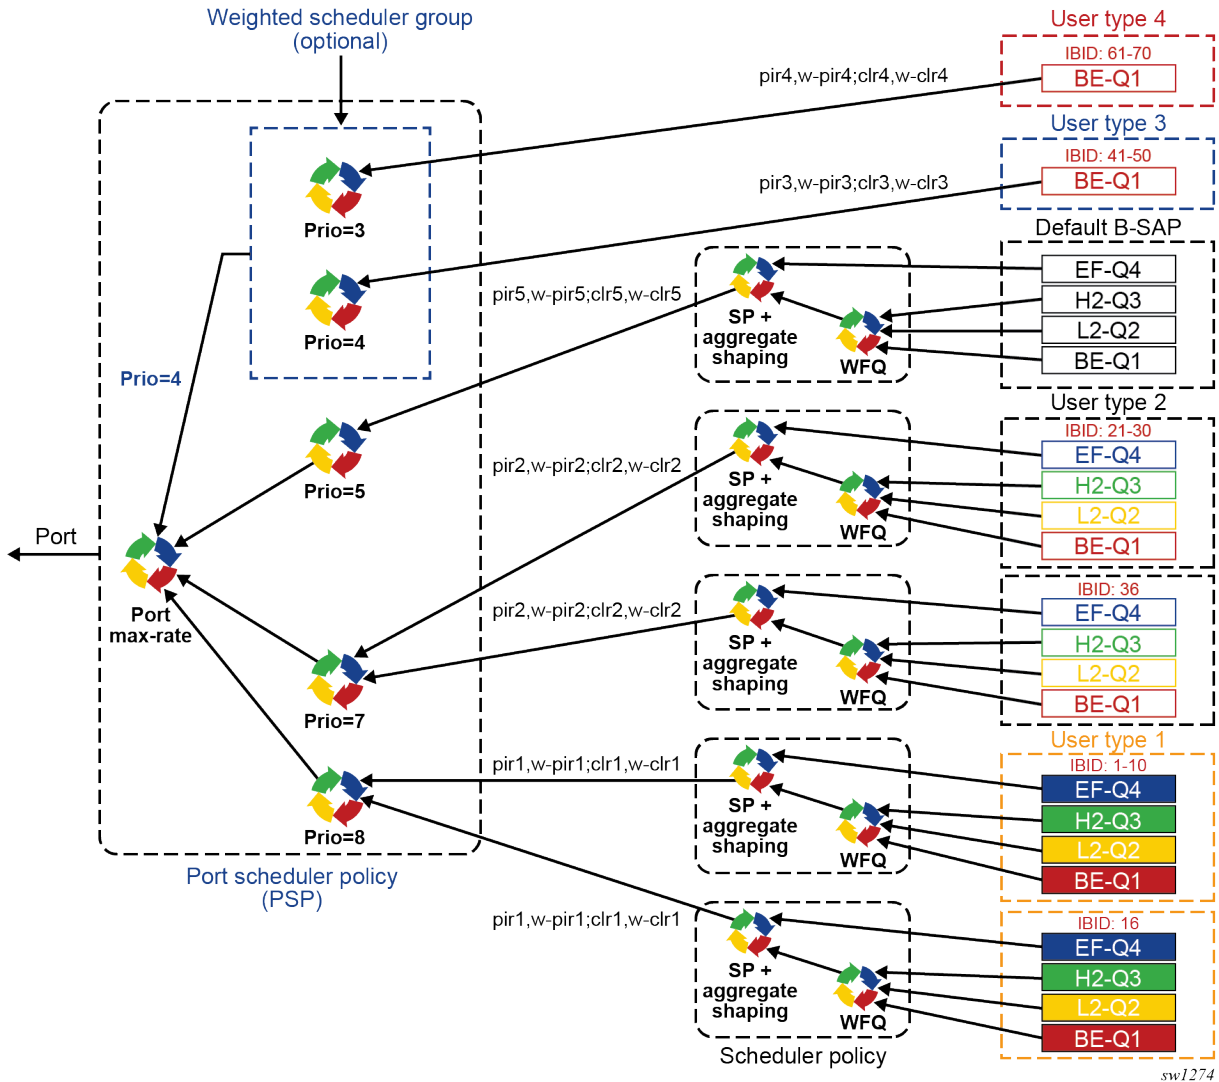 Weighted scheduler group
(optional)
User type 4
IBID: 61-70
BE-Q1
pir4,w-pir4;clr4,w-clr4
User type 3
IBID: 41-50
BE-Q1
pir3,w-pir3;clr3,w-clr3
Prio=3
Prio=4
Prio=4
Default B-SAP
EF-Q4
H2-Q3
L2-Q2
BE-Q1
pir5,w-pir5;clr5,w-clr5
SP +
aggregate
shaping
WFQ
Prio=5
User type 2
IBID: 21-30
EF-Q4
H2-Q3
L2-Q2
BE-Q1
pir2,w-pir2;clr2,w-clr2
SP +
aggregate
shaping
WFQ
Port
Port
max-rate
IBID: 36
EF-Q4
H2-Q3
L2-Q2
BE-Q1
pir2,w-pir2;clr2,w-clr2
SP +
aggregate
shaping
WFQ
Prio=7
User type 1
IBID: 1-10
EF-Q4
H2-Q3
L2-Q2
BE-Q1
pir1,w-pir1;clr1,w-clr1
SP +
aggregate
shaping
WFQ
Prio=8
Port scheduler policy
(PSP)
IBID: 16
EF-Q4
H2-Q3
L2-Q2
BE-Q1
pir1,w-pir1;clr1,w-clr1
SP +
aggregate
shaping
WFQ
Scheduler policy
sw1274